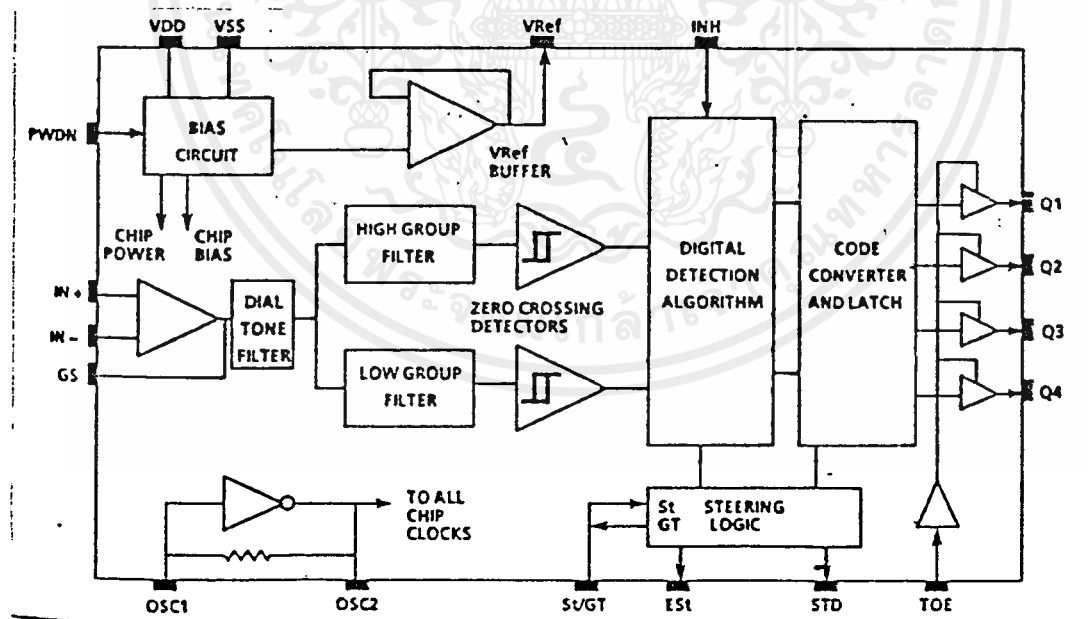 VDD VSS VRef INH
PWDN
BIAS
CIRCUIT
VRef
BUFFER
CHIP
POWER
CHIP
BIAS
HIGH GROUP
FILTER
DIGITAL
DETECTION
ALGORITHM
CODE
CONVERTER
AND LATCH
Q1
Q2
Q3
Q4
IN +
IN -
GS
DIAL
TONE
FILTER
ZERO CROSSING
DETECTORS
LOW GROUP
FILTER
TO ALL
CHIP
CLOCKS
St
GT
STEERING
LOGIC
OSC1 OSC2 St/GT ESt STD TOE